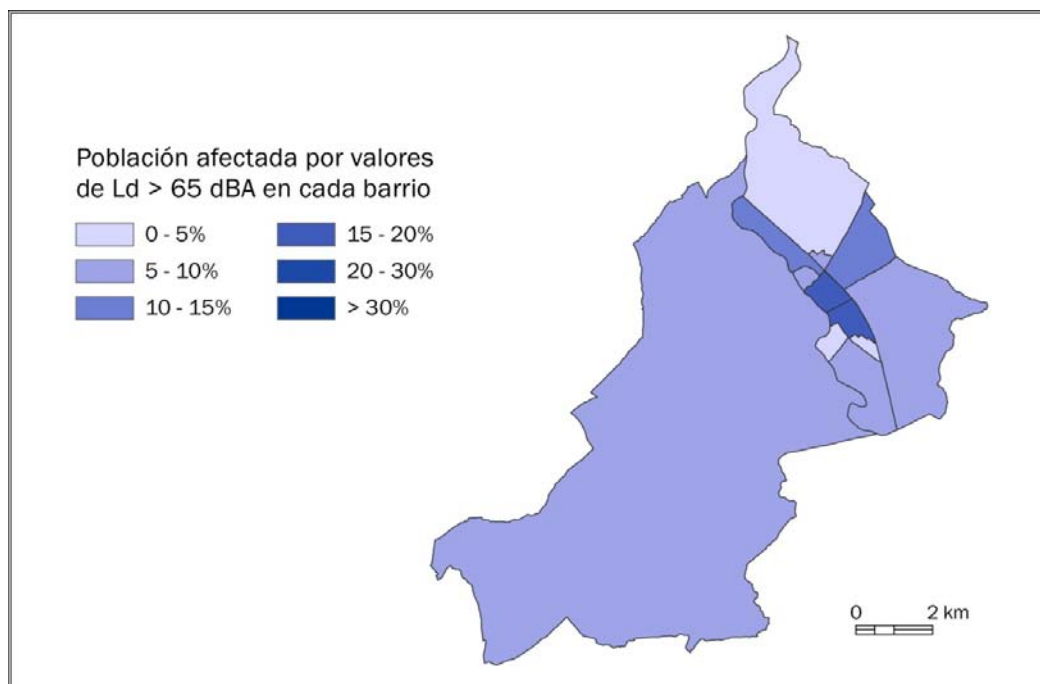 Población afectada por valores
de Ld > 65 dBA en cada barrio
0 - 5%
15 - 20%
5 - 10%
20 - 30%
10 - 15%
> 30%
0
2 km